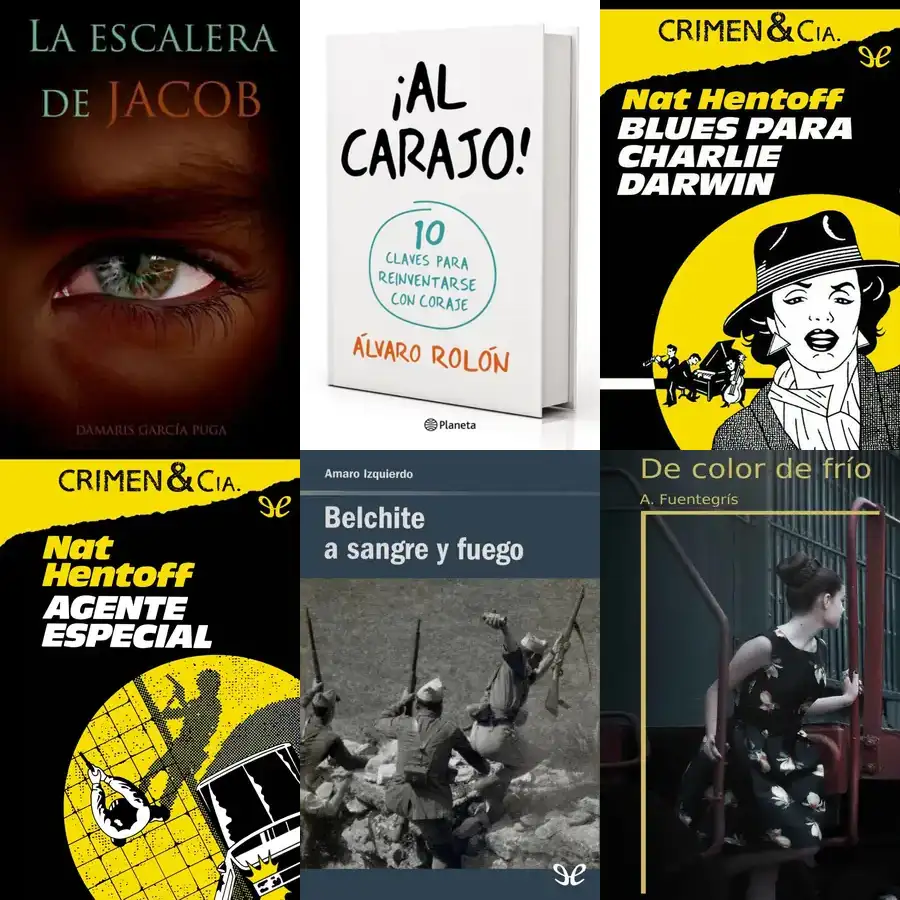 LA ESCALERA
DE JACOB
DAMARIS GARCÍA PUGA
¡AL
CARAJO!
10
CLAVES PARA
REINVENTARSE
CON CORAJE
ÁLVARO ROLÓN
Planeta
CRIMEN & CIA.
Nat Hentoff
BLUES PARA
CHARLIE
DARWIN
CRIMEN & CIA.
Nat
Hentoff
AGENTE
ESPECIAL
Amaro Izquierdo
Belchite
a sangre y fuego
De color de frío
A. Fuentegrís